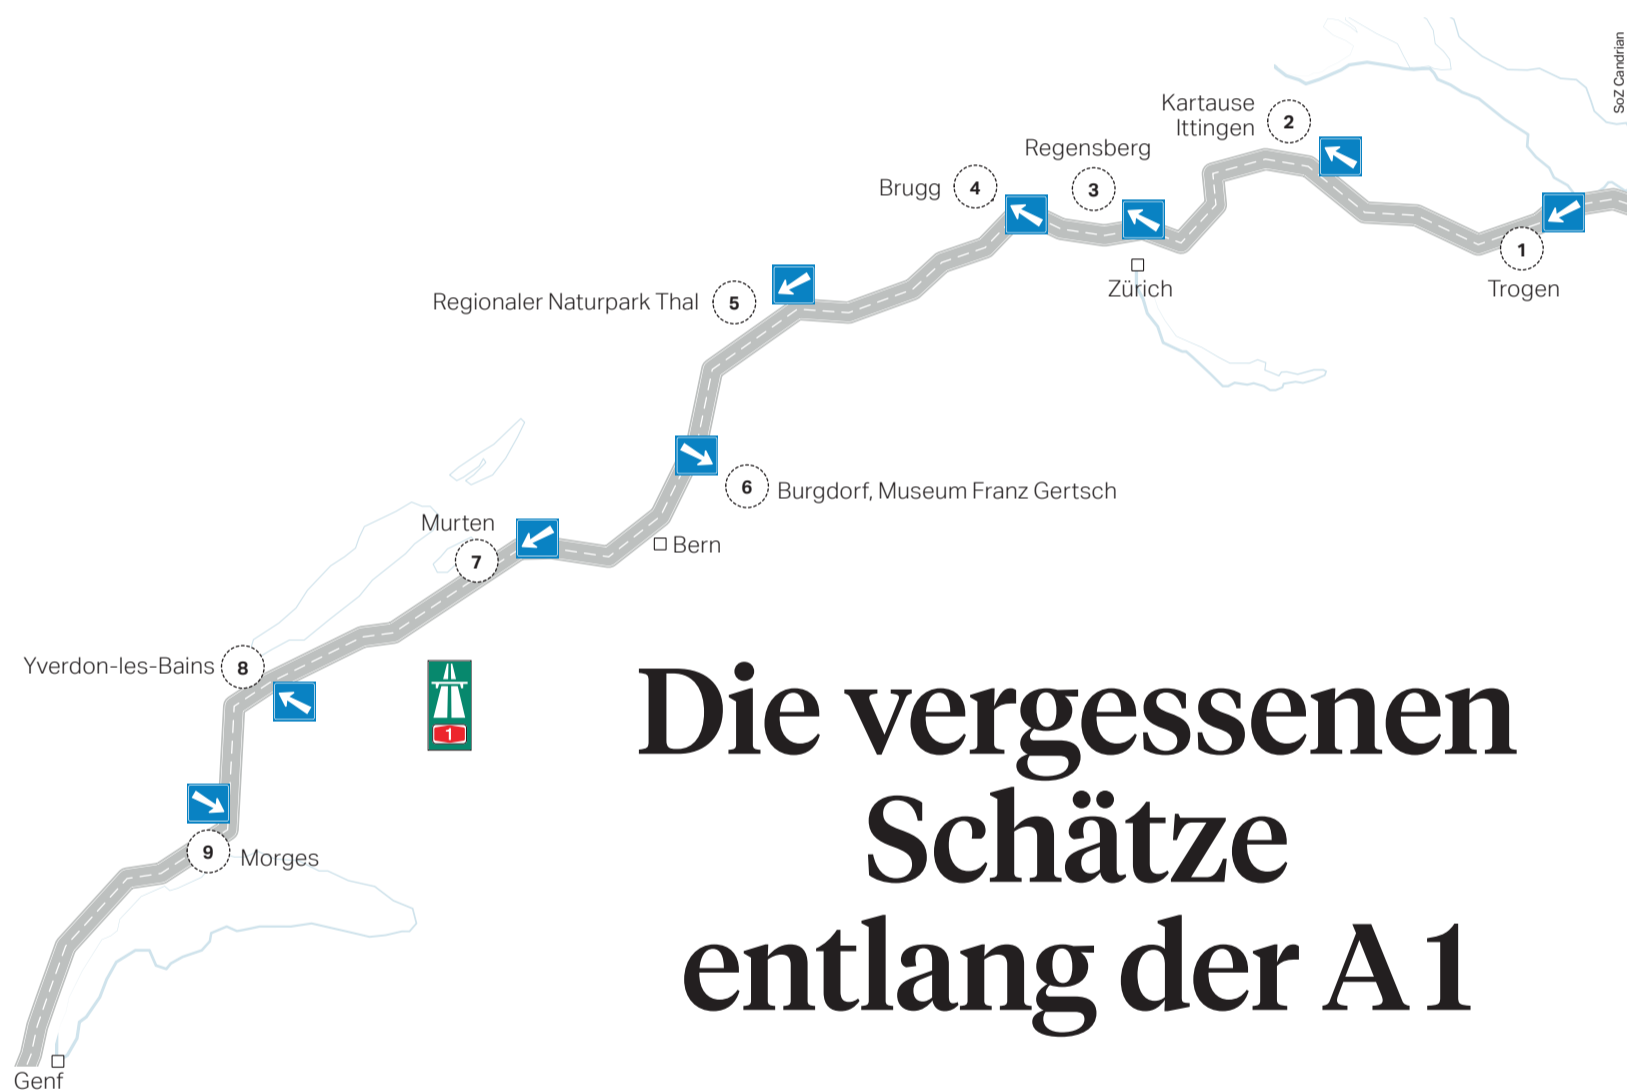 SoZ Candrian
Kartause
Ittingen
2
Regensberg
3
Brugg
4
1
Trogen
Zürich
Regionaler Naturpark Thal
5
6
Burgdorf, Museum Franz Gertsch
Murten
7
Bern
Yverdon-les-Bains
8
1
9
Morges
Genf
Die vergessenen
Schätze
entlang der A1